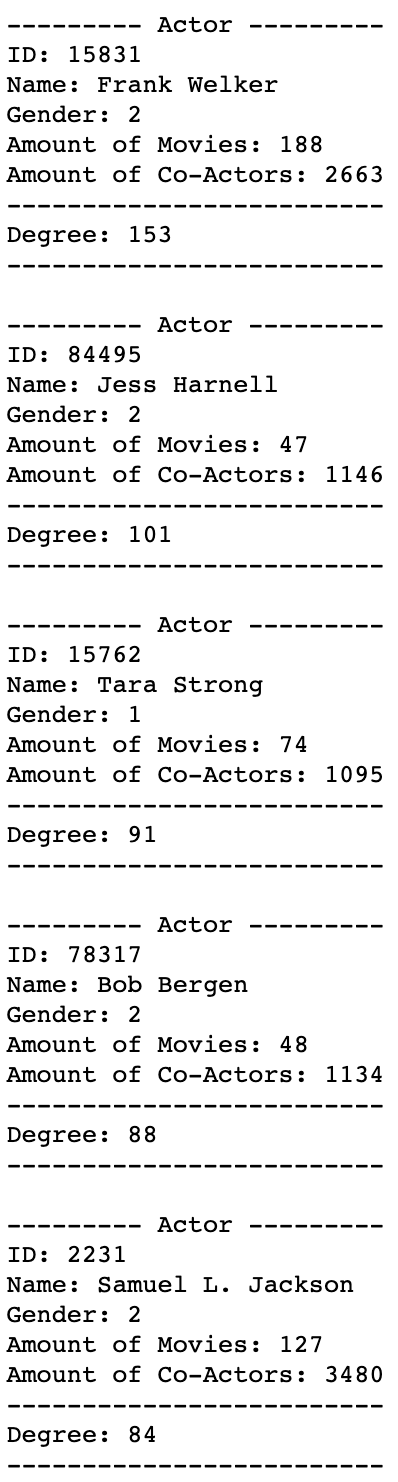 --------- Actor ---------
ID: 15831
Name: Frank Welker
Gender: 2
Amount of Movies: 188
Amount of Co-Actors: 2663
-------------------------
Degree: 153
-------------------------
--------- Actor ---------
ID: 84495
Name: Jess Harnell
Gender: 2
Amount of Movies: 47
Amount of Co-Actors: 1146
-------------------------
Degree: 101
-------------------------
--------- Actor ---------
ID: 15762
Name: Tara Strong
Gender: 1
Amount of Movies: 74
Amount of Co-Actors: 1095
-------------------------
Degree: 91
-------------------------
--------- Actor ---------
ID: 78317
Name: Bob Bergen
Gender: 2
Amount of Movies: 48
Amount of Co-Actors: 1134
-------------------------
Degree: 88
-------------------------
--------- Actor ---------
ID: 2231
Name: Samuel L. Jackson
Gender: 2
Amount of Movies: 127
Amount of Co-Actors: 3480
-------------------------
Degree: 84
-------------------------